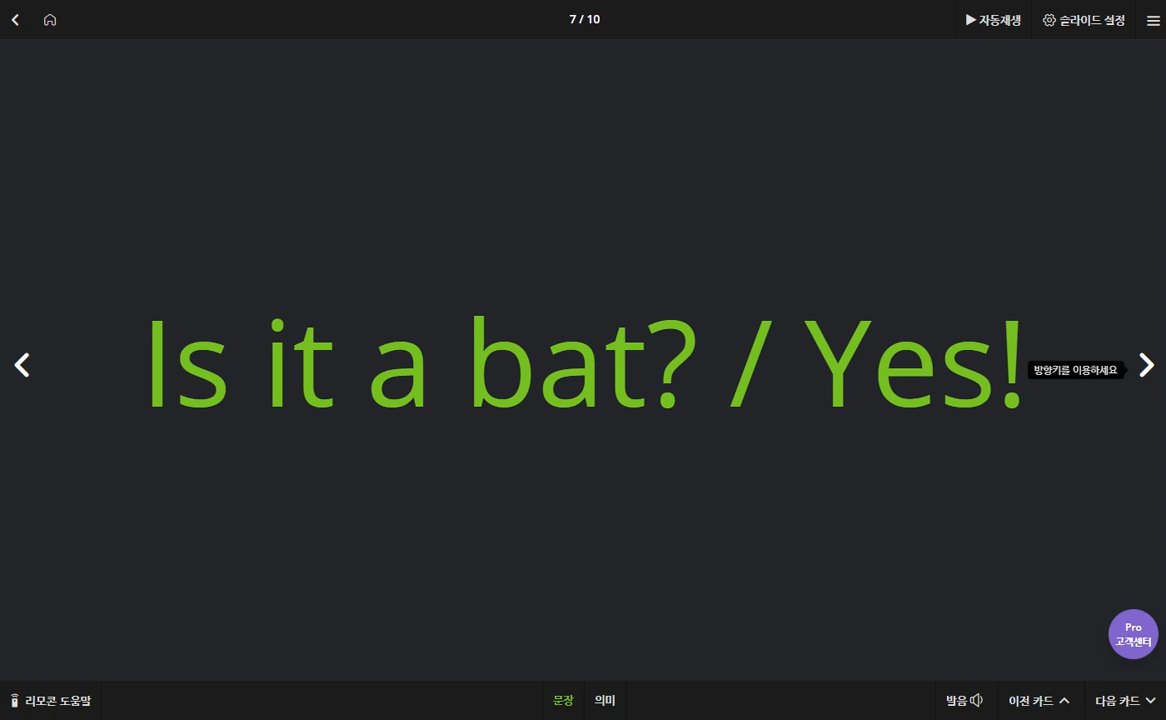 7 / 10
자동재생
슬라이드 설정
Is it a bat? / Yes!
방향키를 이용하세요
Pro
고객센터
리모콘 도움말
문장
의미
발음
이전 카드
다음 카드